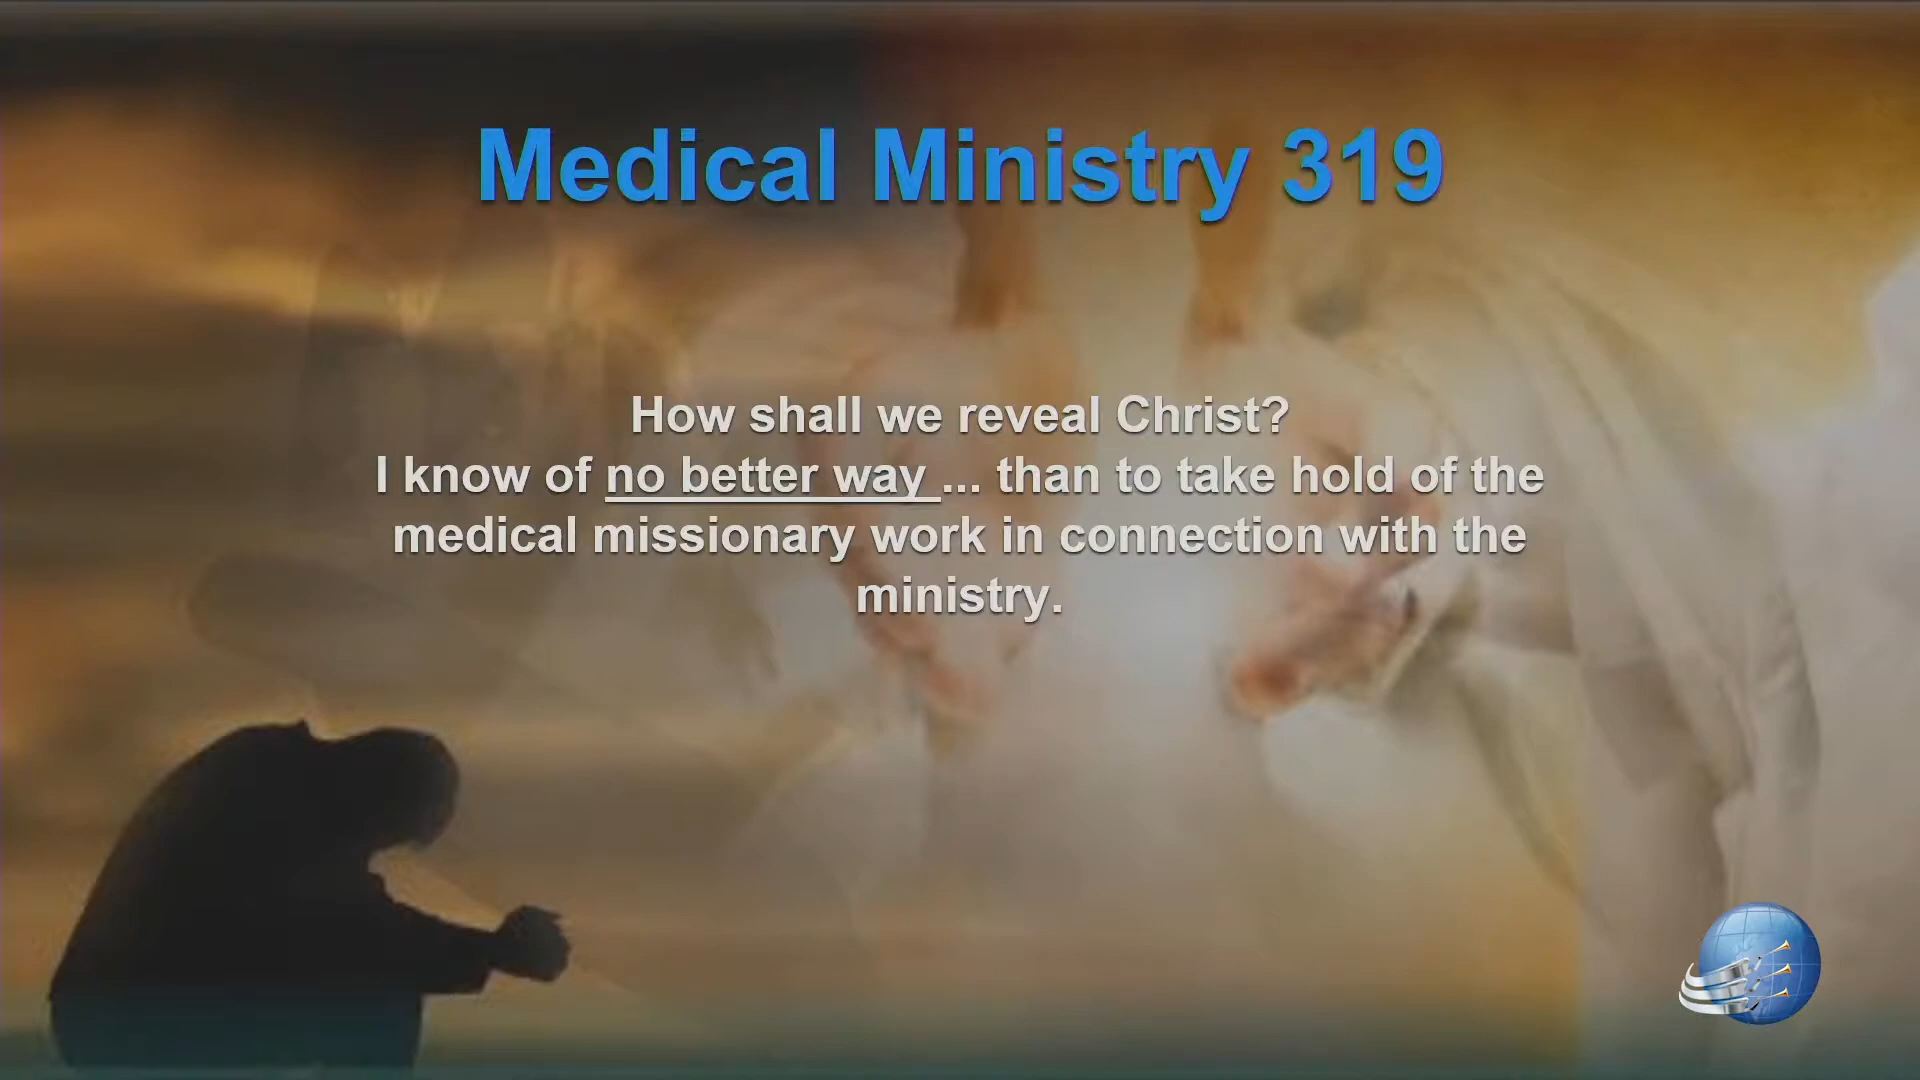 Medical Ministry 319
How shall we reveal Christ?
I know of no better way ... than to take hold of the
medical missionary work in connection with the
ministry.